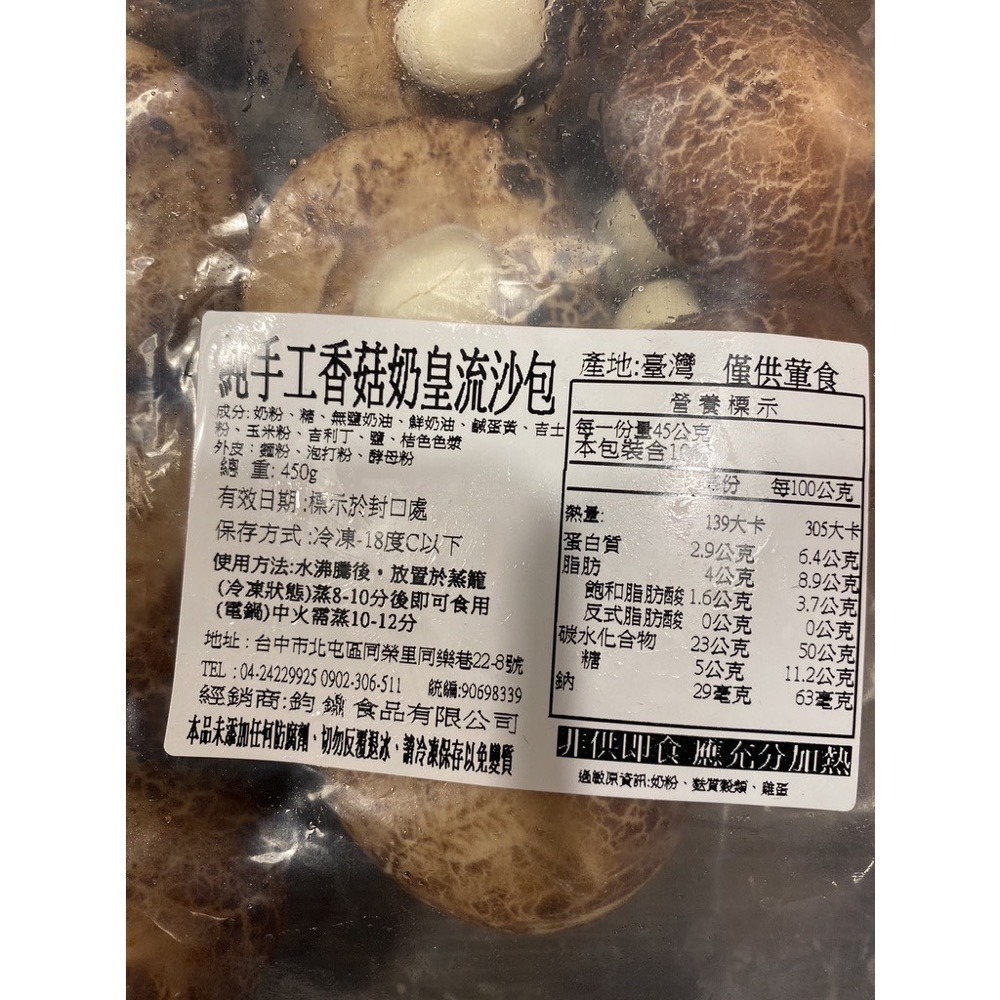 純手工香菇奶皇流沙包
成分:奶粉、糖、無鹽奶油、鮮奶油、鹹蛋黃、吉士
粉、玉米粉、吉利丁、鹽、桔色色漿
外皮：麵粉、泡打粉、酵母粉
總 重: 450g
有效日期:標示於封口處
保存方式:冷凍-18度C以下
使用方法:水沸騰後，放置於蒸籠
(冷凍狀態)蒸8-10分後即可食用
(電鍋)中火需蒸10-12分
地址：台中市北屯區同榮里同樂巷22-8號
TEL：04-24229925 0902-306-511 統編:90698339
經銷商:鈞鼎食品有限公司
本品未添加任何防腐劑、切勿反覆退冰、請冷凍保存以免變質
產地:臺灣 僅供葷食
營養標示
每一份量45公克
本包裝含10
份 每100公克
熱量: 139大卡 305大卡
蛋白質 2.9公克 6.4公克
脂肪 4公克 8.9公克
飽和脂肪酸 1.6公克 3.7公克
反式脂肪酸 0公克 0公克
碳水化合物 23公克 50公克
糖 5公克 11.2公克
鈉 29毫克 63毫克
非供即食 應充分加熱
過敏原資訊:奶粉、麩質穀類、雞蛋